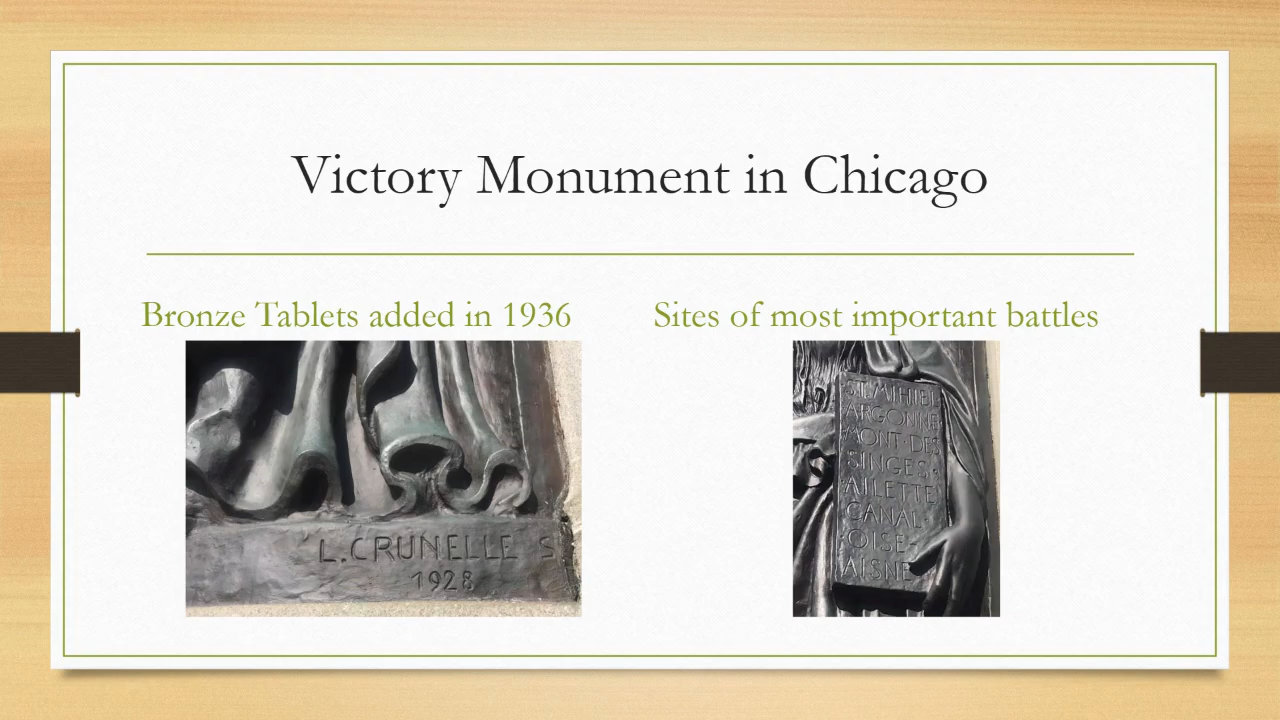 Victory Monument in Chicago
Bronze Tablets added in 1936
L.CRUNELLE S
1928
Sites of most important battles
ST. MIHIEL
ARGONNE
MONT DES
SINGES
AILETTE
CANAL
OISE-
AISNE